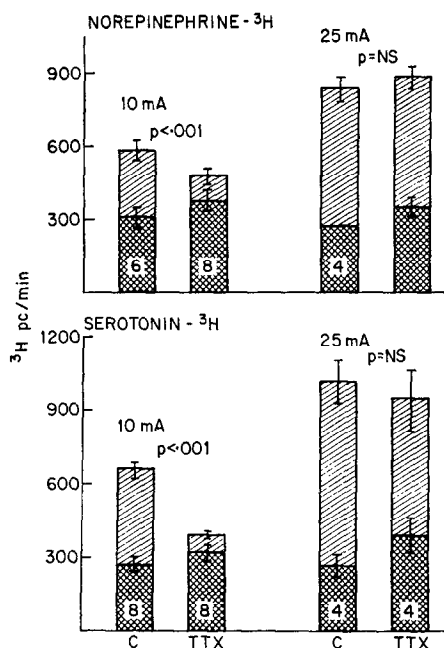 NOREPINEPHRINE - ³H
25 mA
p=NS
10 mA
p<.001
900
600
300
6
8
4
³H pc/min
SEROTONIN - ³H
25 mA
p=NS
10 mA
p<.001
1200
900
600
300
8
8
4
4
C
TTX
C
TTX